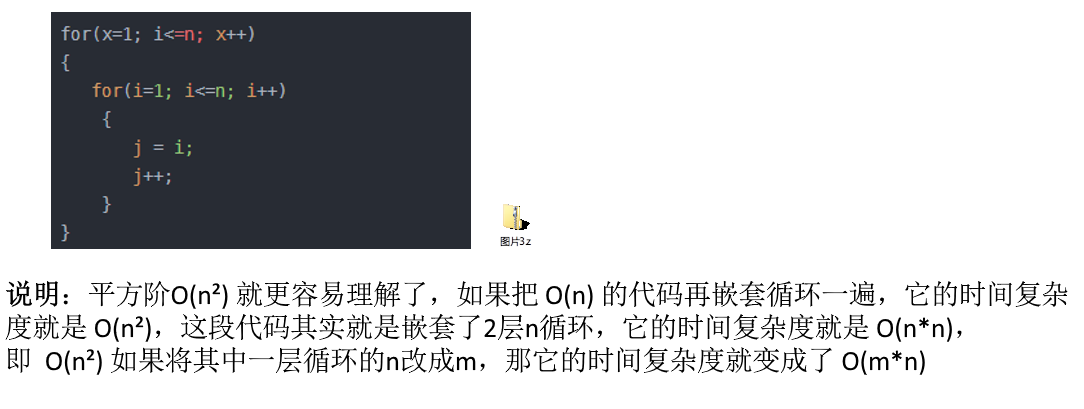 for(x=1; i<=n; x++)
{
for(i=1; i<=n; i++)
{
j = i;
j++;
}
}
图片3z
说明：平方阶O(n²) 就更容易理解了，如果把 O(n) 的代码再嵌套循环一遍，它的时间复杂
度就是 O(n²)，这段代码其实就是嵌套了2层n循环，它的时间复杂度就是 O(n*n)，
即 O(n²) 如果将其中一层循环的n改成m，那它的时间复杂度就变成了 O(m*n)